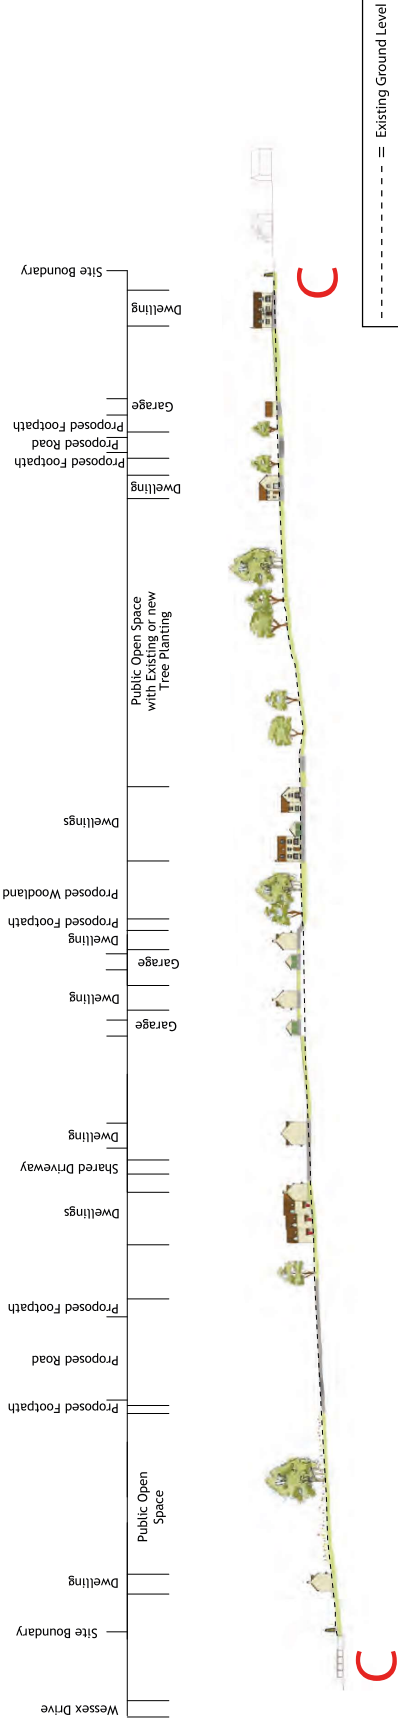 Wessex Drive
Site Boundary
Dwelling
Public Open
Space
Proposed Footpath
Proposed Road
Proposed Footpath
Dwellings
Shared Driveway
Dwelling
Garage
Dwelling
Garage
Dwelling
Proposed Footpath
Proposed Woodland
Dwellings
Public Open Space
with Existing or new
Tree Planting
Dwelling
Proposed Footpath
Proposed Road
Proposed Footpath
Garage
Dwelling
Site Boundary
C
C
= Existing Ground Level